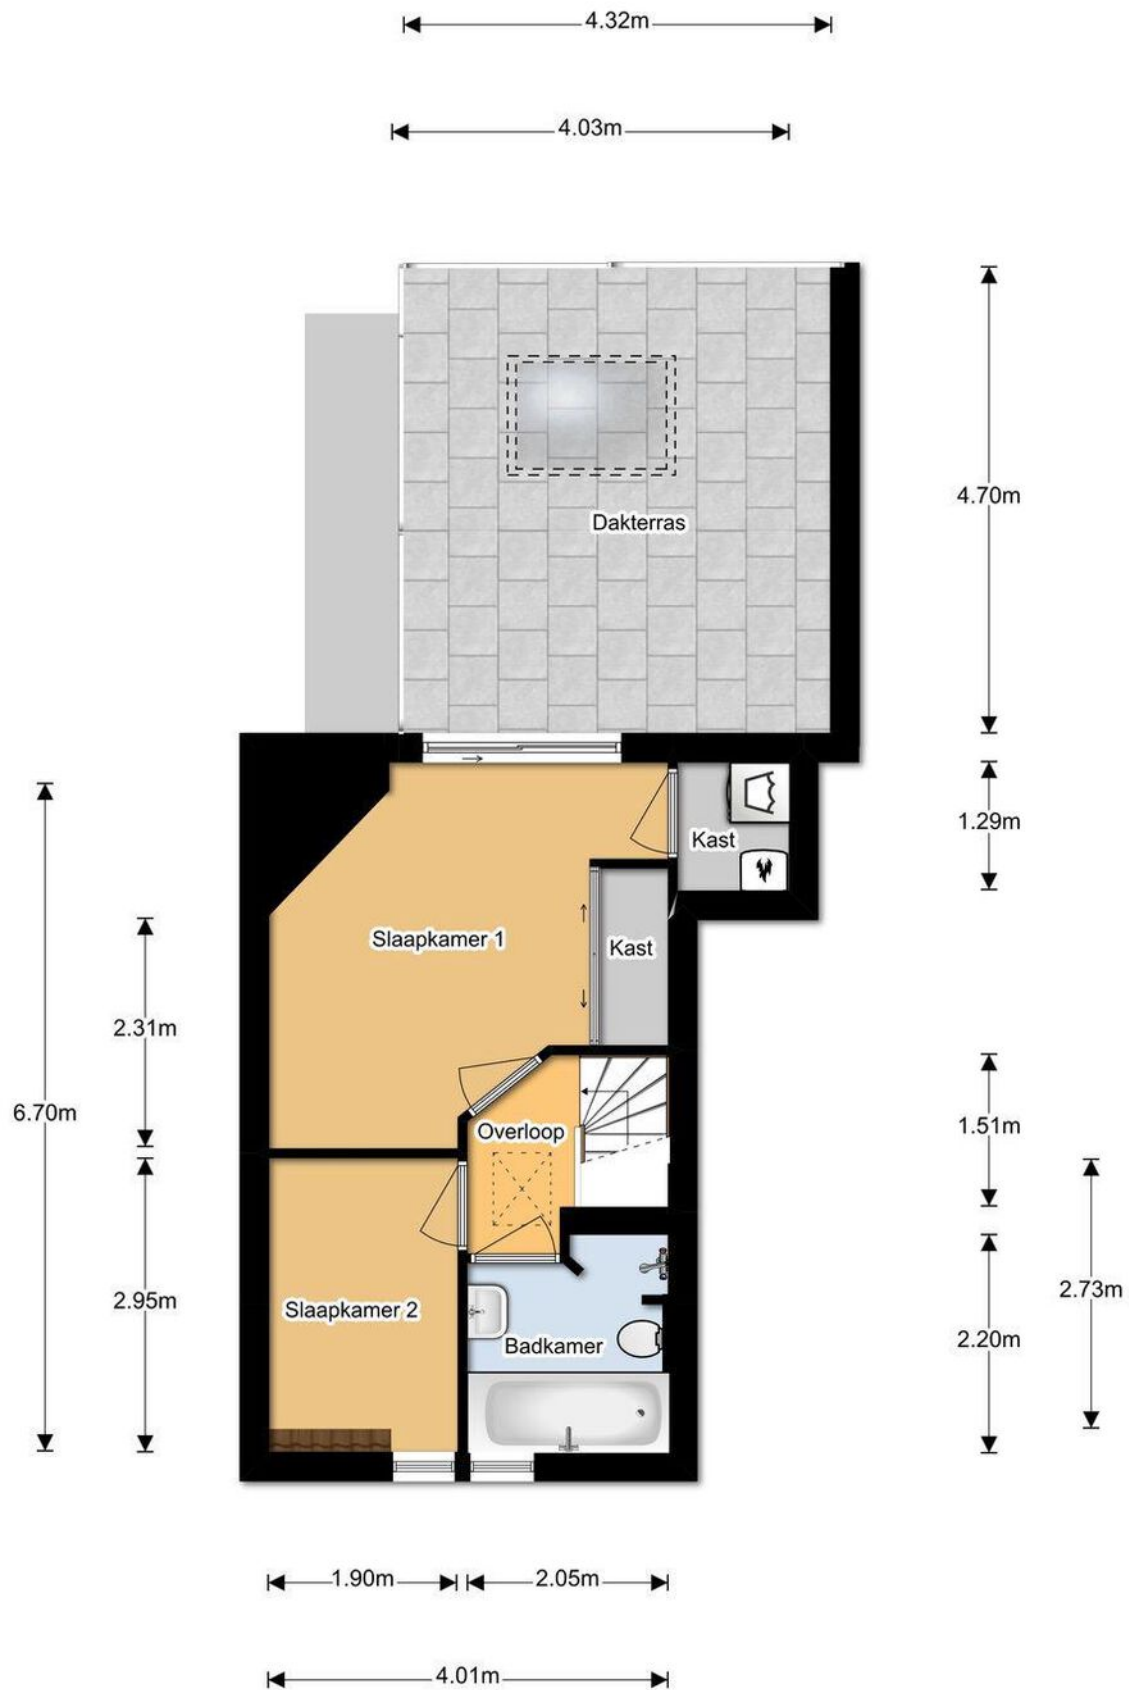 4.32m
4.03m
Dakterras
4.70m
1.29m
Kast
Slaapkamer 1
Kast
2.31m
6.70m
1.51m
Overloop
2.95m
Slaapkamer 2
2.73m
2.20m
Badkamer
1.90m
2.05m
4.01m